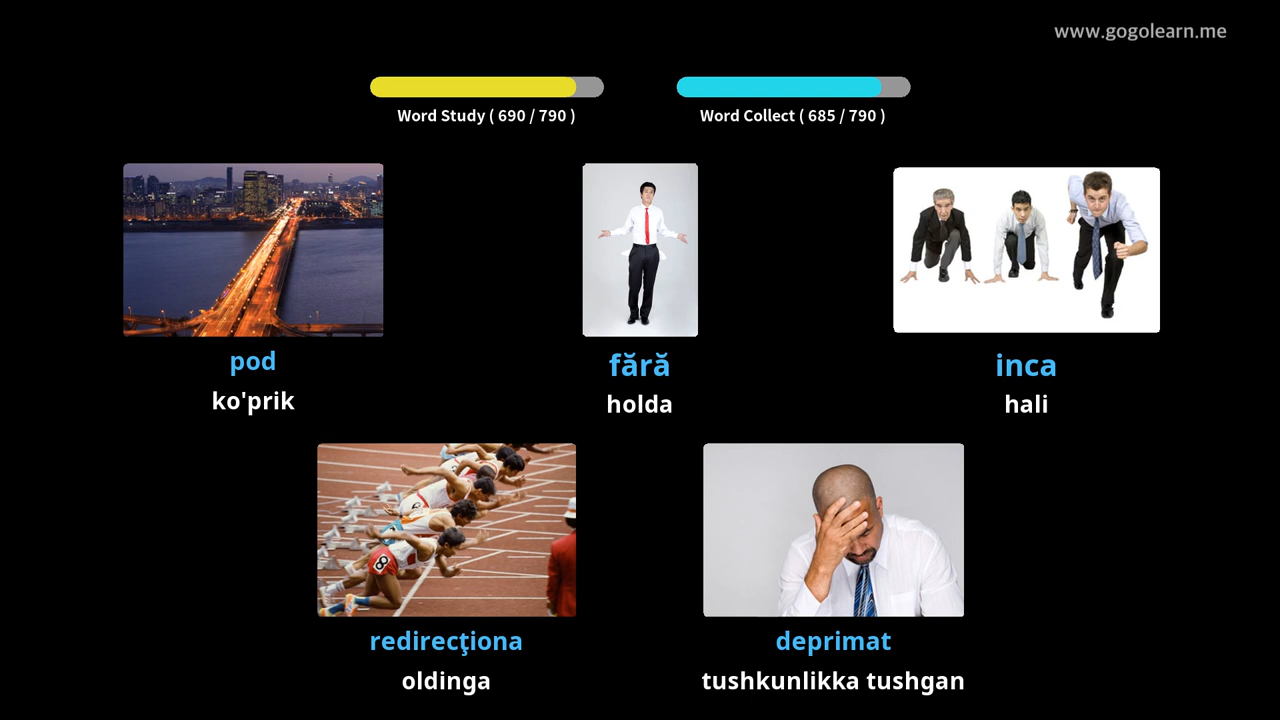 www.gogolearn.me
Word Study ( 690 / 790 )
Word Collect ( 685 / 790 )
pod
ko'prik
fără
holda
inca
hali
8
redirecţiona
oldinga
deprimat
tushkunlikka tushgan